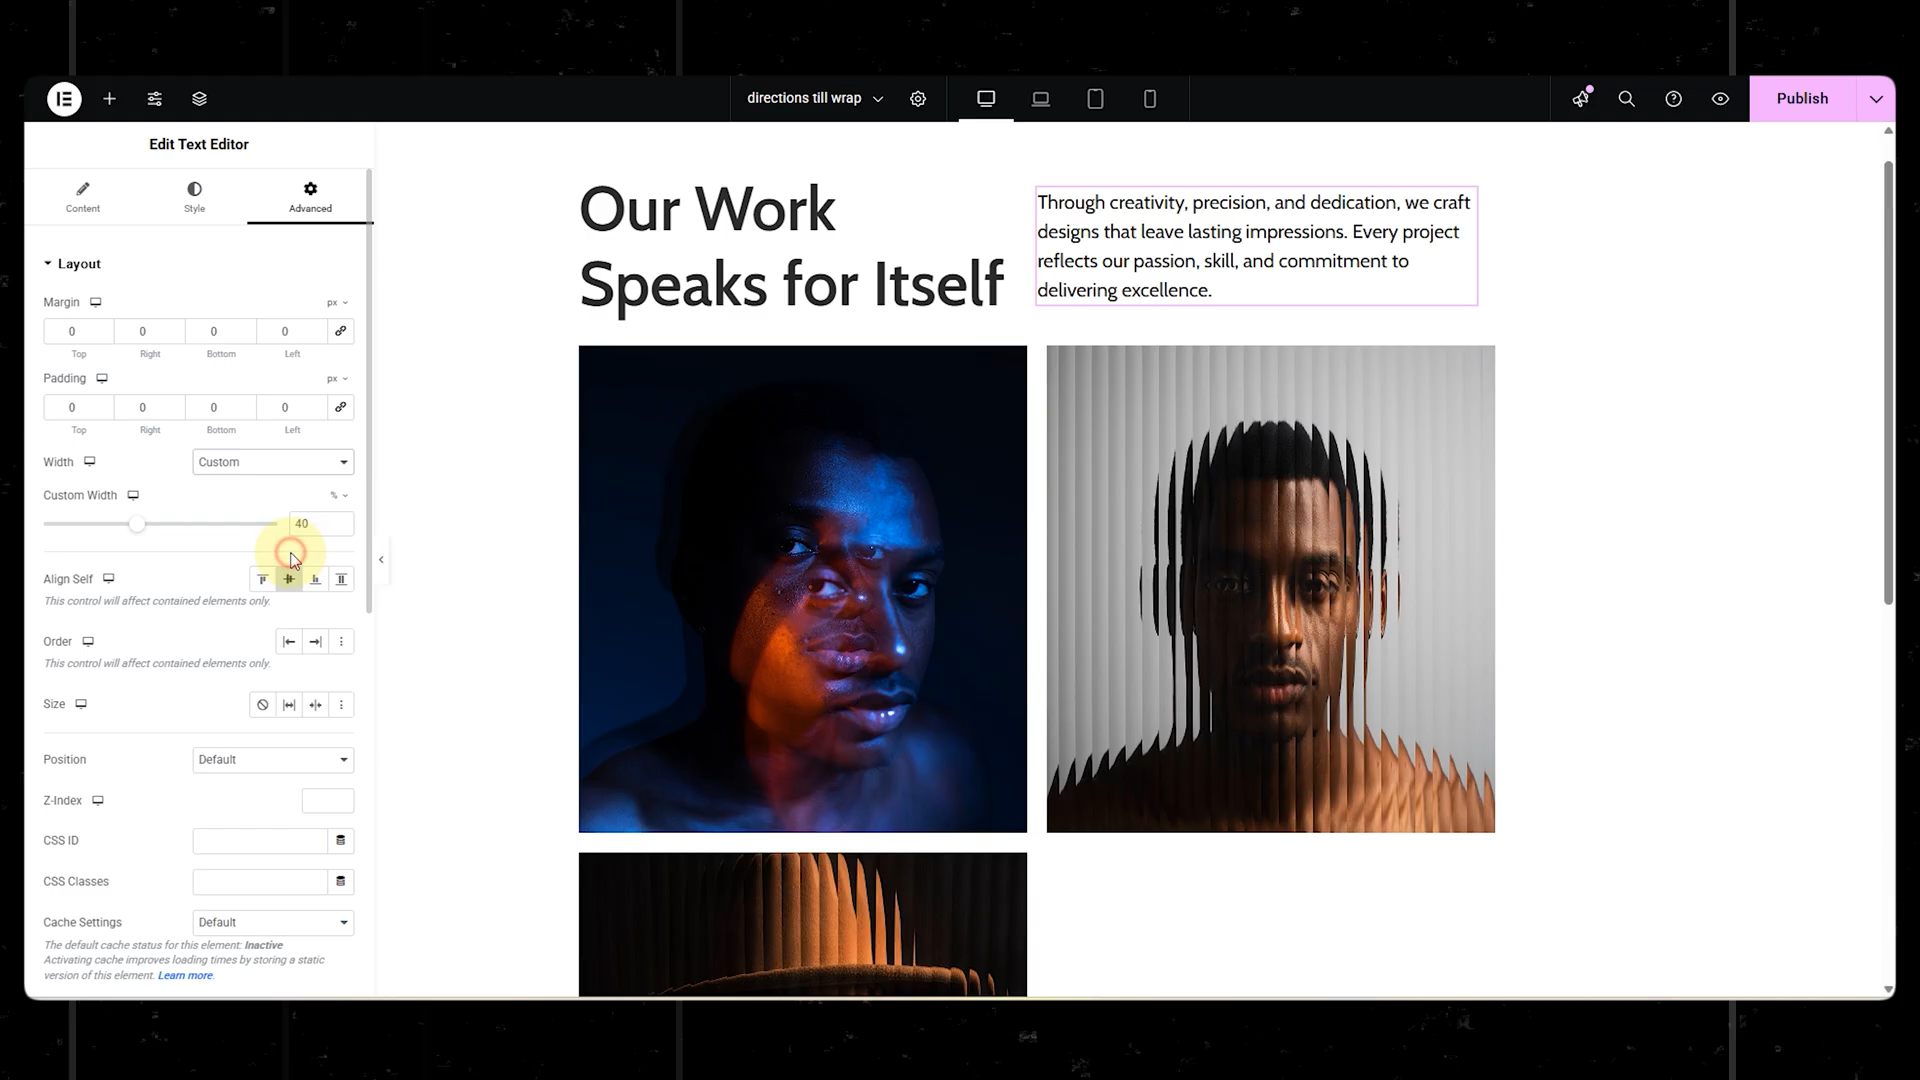 directions till wrap
Publish
Edit Text Editor
Content
Style
Advanced
Layout
Margin
px
0
0
0
0
Top
Right
Bottom
Left
Padding
px
0
0
0
0
Top
Right
Bottom
Left
Width
Custom
Custom Width
%
40
Align Self
This control will affect contained elements only.
Order
This control will affect contained elements only.
Size
Position
Default
Z-Index
CSS ID
CSS Classes
Cache Settings
Default
The default cache status for this element: Inactive
Activating cache improves loading times by storing a static
version of this element. Learn more.
Our Work
Speaks for Itself
Through creativity, precision, and dedication, we craft
designs that leave lasting impressions. Every project
reflects our passion, skill, and commitment to
delivering excellence.